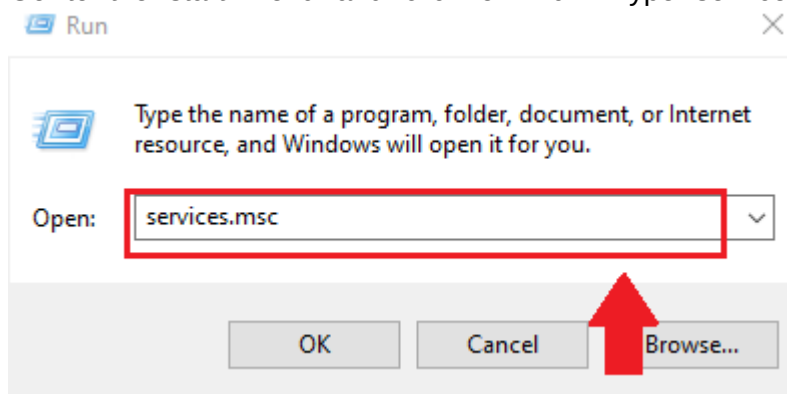 Run
Type the name of a program, folder, document, or Internet
resource, and Windows will open it for you.
Open:
services.msc
OK
Cancel
Browse...